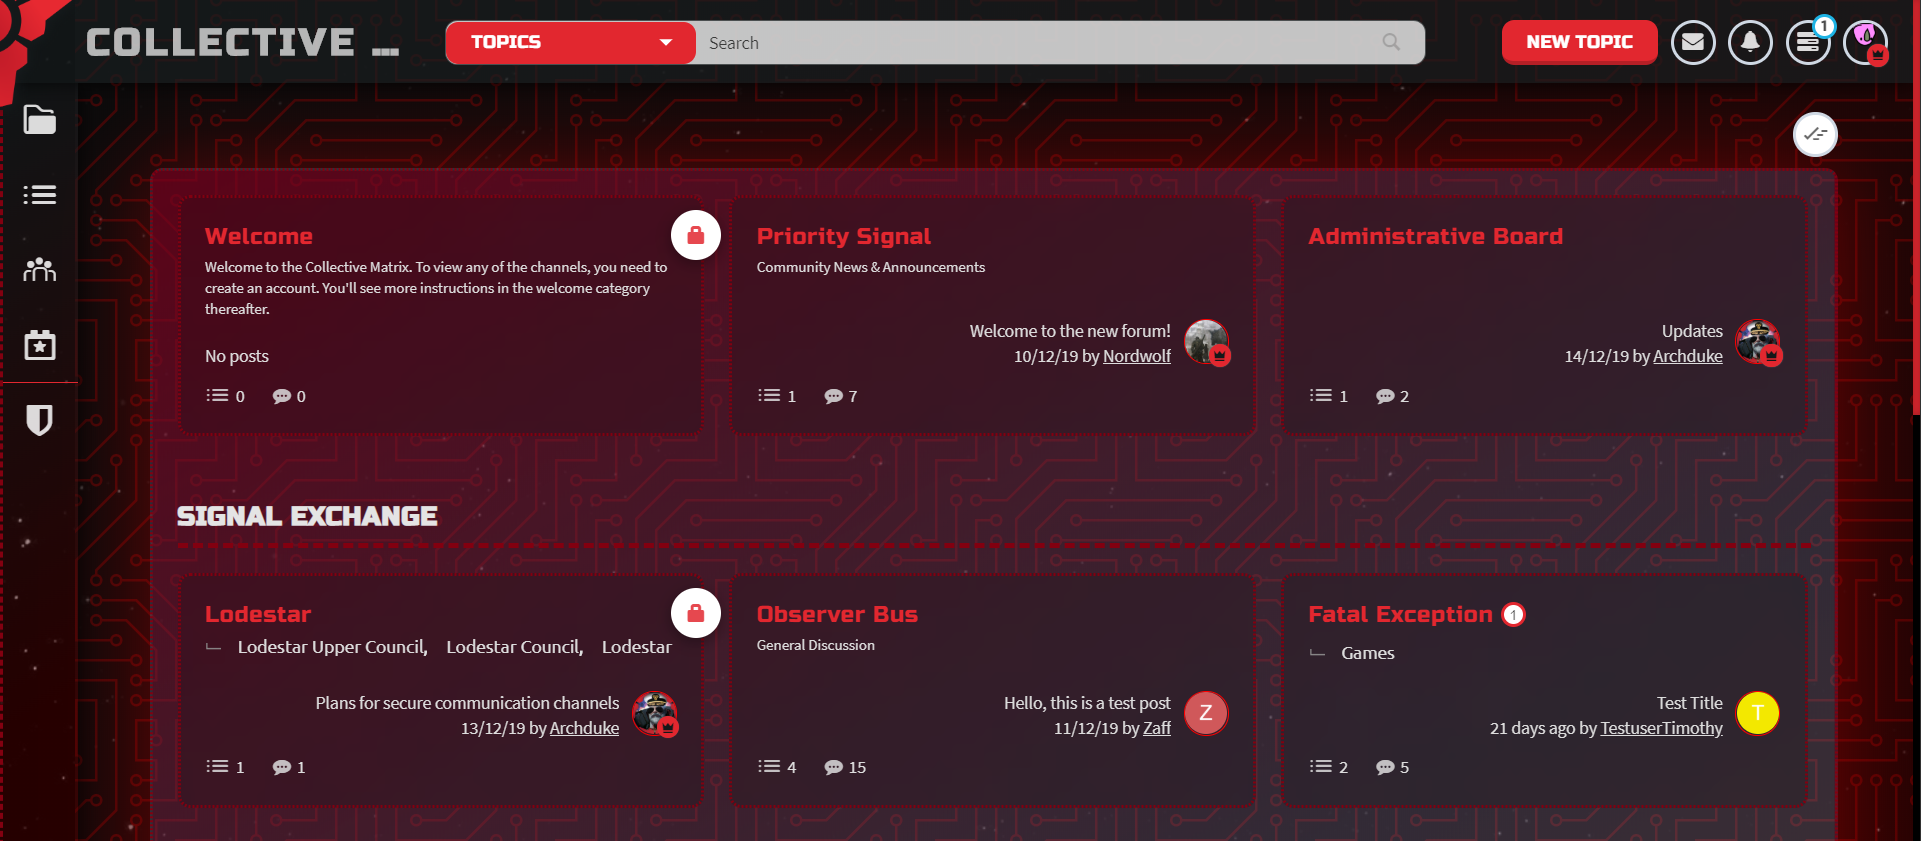 COLLECTIVE ...
TOPICS
Search
NEW TOPIC
1
Welcome
Welcome to the Collective Matrix. To view any of the channels, you need to
create an account. You'll see more instructions in the welcome category
thereafter.
No posts
0 0
Priority Signal
Community News & Announcements
Welcome to the new forum!
10/12/19 by Nordwolf
1 7
Administrative Board
Updates
14/12/19 by Archduke
1 2
SIGNAL EXCHANGE
Lodestar
Lodestar Upper Council, Lodestar Council, Lodestar
Plans for secure communication channels
13/12/19 by Archduke
1 1
Observer Bus
General Discussion
Hello, this is a test post
11/12/19 by Zaff
Z
4 15
Fatal Exception 1
Games
Test Title
21 days ago by TestuserTimothy
T
2 5